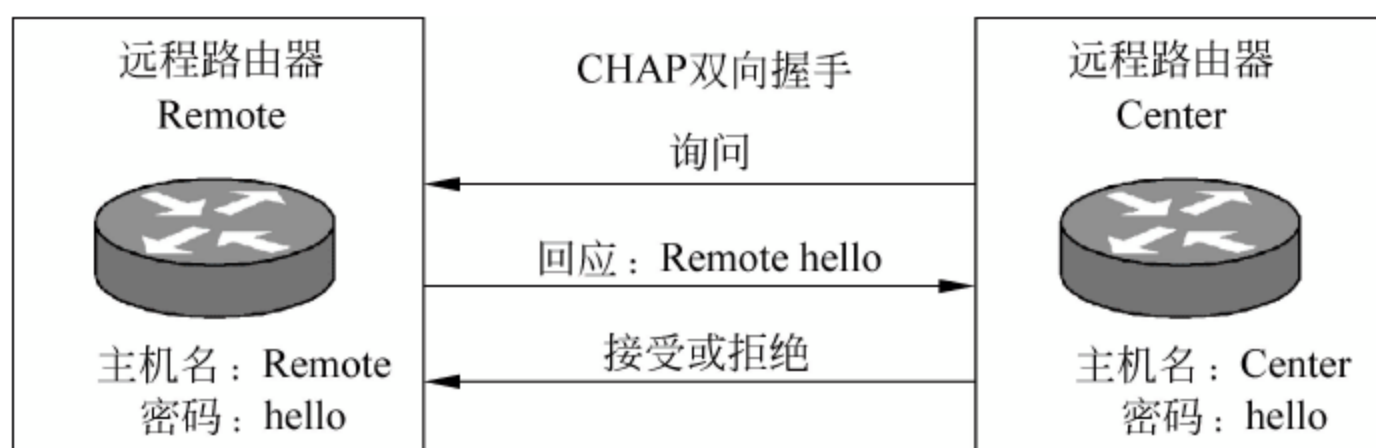 远程路由器
Remote
主机名：Remote
密码：hello
CHAP双向握手
询问
回应：Remote hello
接受或拒绝
远程路由器
Center
主机名：Center
密码：hello